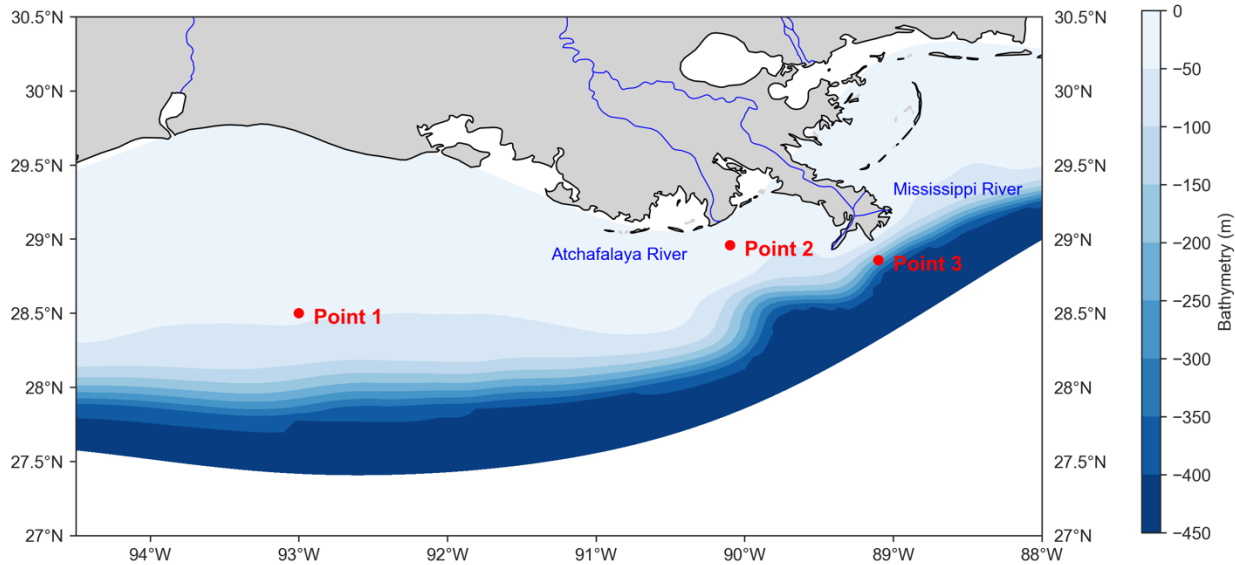 30.5°N
30°N
29.5°N
29°N
28.5°N
28°N
27.5°N
27°N
94°W
93°W
92°W
91°W
90°W
89°W
88°W
Mississippi River
Atchafalaya River
Point 2
Point 3
Point 1
30.5°N
30°N
29.5°N
29°N
28.5°N
28°N
27.5°N
27°N
0
−50
−100
−150
−200
−250
−300
−350
−400
−450
Bathymetry (m)